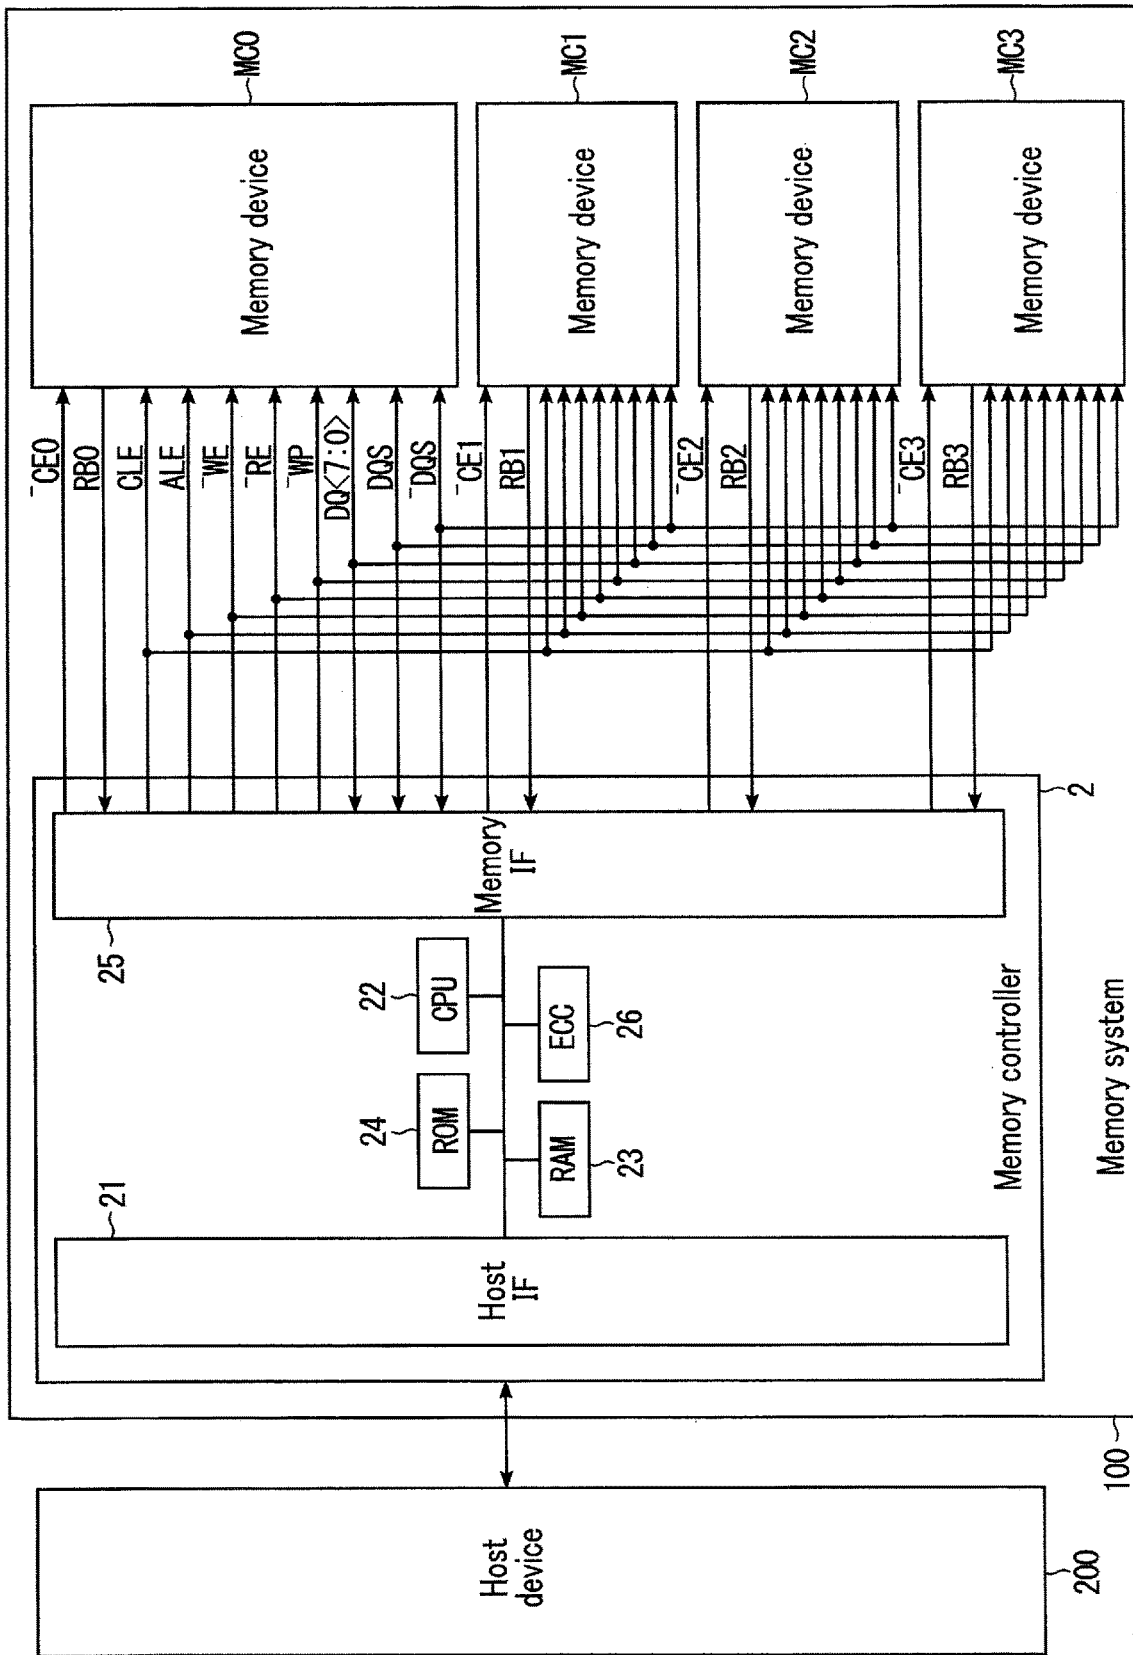 Host
device
200
100
Memory system
2
Memory controller
Host
IF
21
ROM
24
CPU
22
RAM
23
ECC
26
Memory
IF
25
¯CE0
RB0
CLE
ALE
¯WE
¯RE
¯WP
DQ<7:0>
DQS
¯DQS
¯CE1
RB1
¯CE2
RB2
¯CE3
RB3
Memory device
MC0
Memory device
MC1
Memory device
MC2
Memory device
MC3